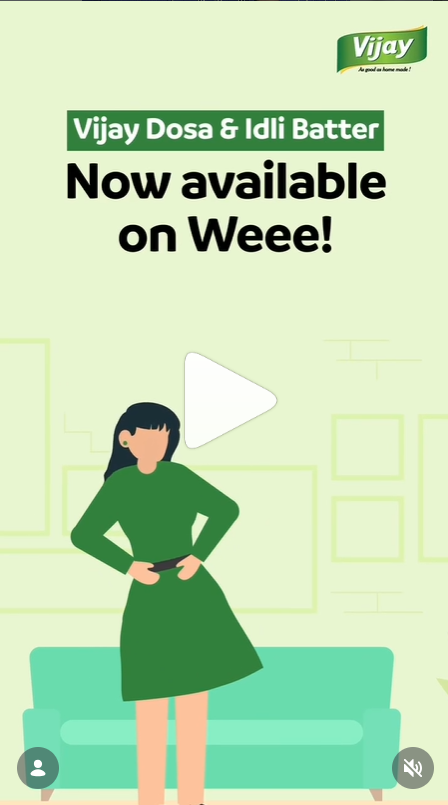 Vijay
As good as home made!
Vijay Dosa & Idli Batter
Now available
on Weee!